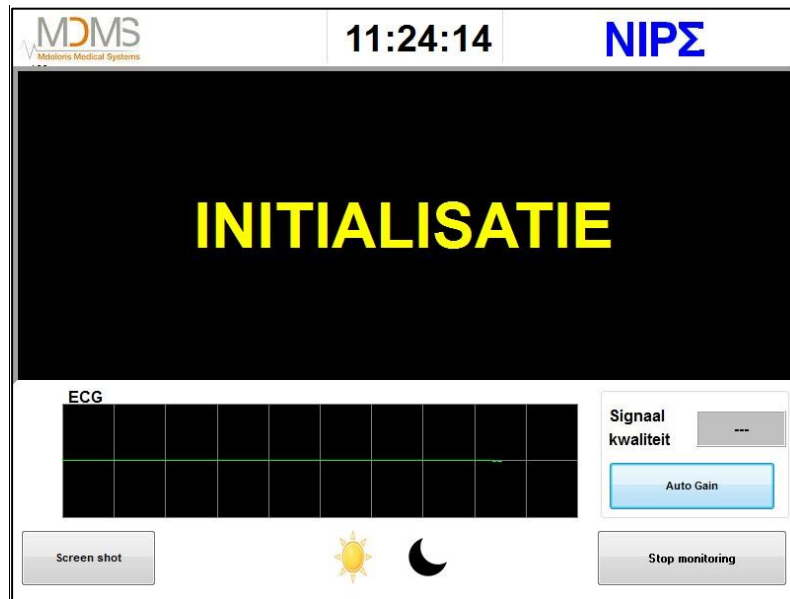 MDMS
Mdoloris Medical Systems
11:24:14
NIPΣ
INITIALISATIE
ECG
Signaal
kwaliteit
---
Auto Gain
Screen shot
Stop monitoring